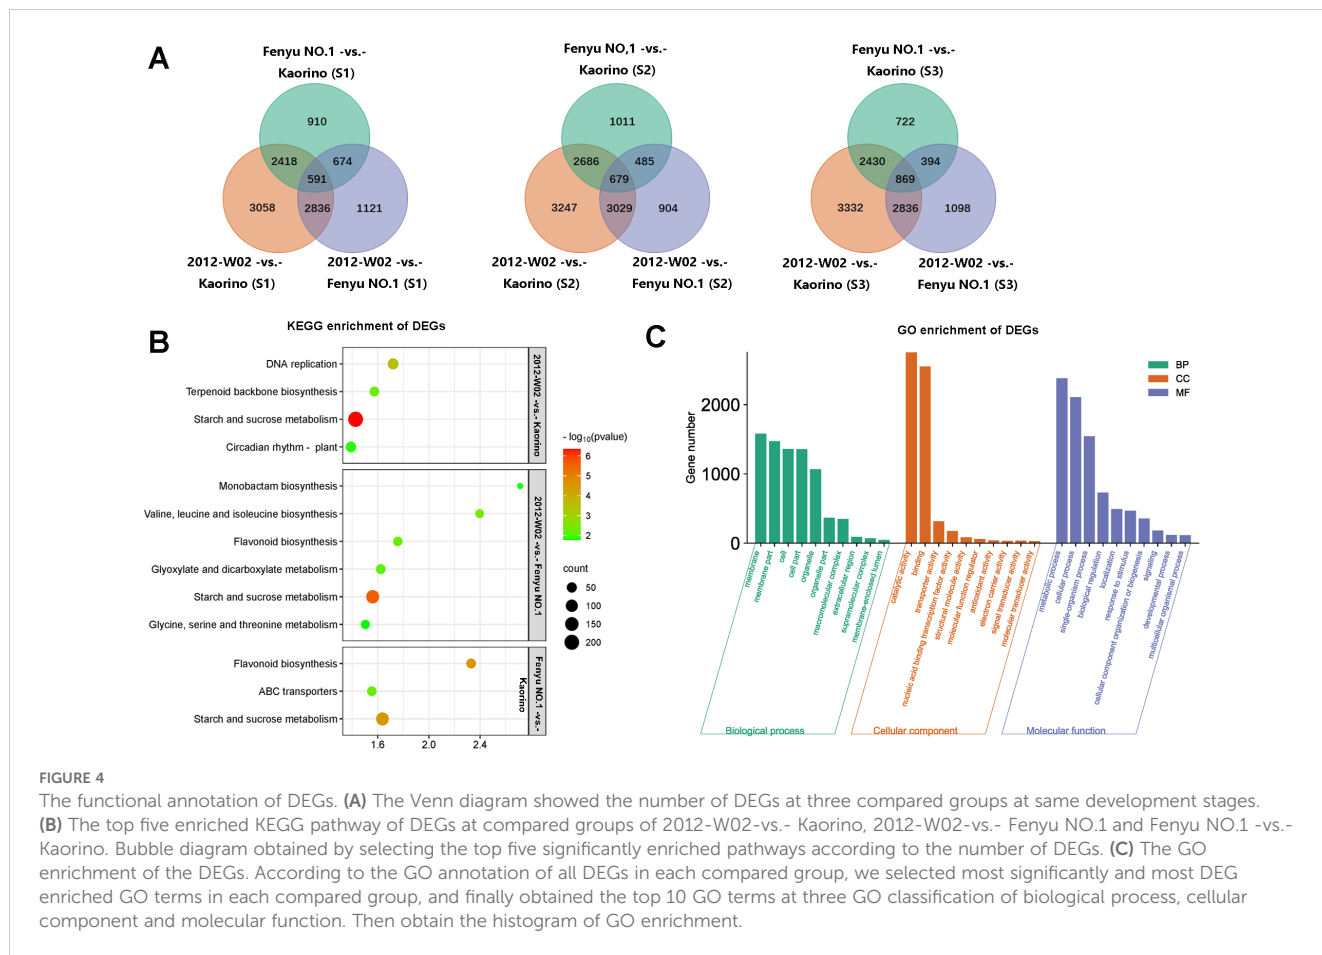 A
Fenyu NO.1 -vs.-
Kaorino (S1)
910
2418
674
591
3058
2836
1121
2012-W02 -vs.-
Kaorino (S1)
2012-W02 -vs.-
Fenyu NO.1 (S1)
Fenyu NO,1 -vs.-
Kaorino (S2)
1011
2686
485
679
3247
3029
904
2012-W02 -vs.-
Kaorino (S2)
2012-W02 -vs.-
Fenyu NO.1 (S2)
Fenyu NO.1 -vs.-
Kaorino (S3)
722
2430
394
869
3332
2836
1098
2012-W02 -vs.-
Kaorino (S3)
2012-W02 -vs.-
Fenyu NO.1 (S3)
B
KEGG enrichment of DEGs
DNA replication
Terpenoid backbone biosynthesis
Starch and sucrose metabolism
Circadian rhythm - plant
2012-W02 -vs.- Kaorino
Monobactam biosynthesis
Valine, leucine and isoleucine biosynthesis
Flavonoid biosynthesis
Glyoxylate and dicarboxylate metabolism
Starch and sucrose metabolism
Glycine, serine and threonine metabolism
2012-W02 -vs.- Fenyu NO.1
Flavonoid biosynthesis
ABC transporters
Starch and sucrose metabolism
Fenyu NO.1 -vs.-
Kaorino
1.6
2.0
2.4
- log10(pvalue)
6
5
4
3
2
count
50
100
150
200
C
GO enrichment of DEGs
BP
CC
MF
Gene number
2000
1000
0
membrane
membrane part
cell
cell part
organelle
organelle part
macromolecular complex
extracellular region
supramolecular complex
membrane-enclosed lumen
catalytic activity
binding
transporter activity
nucleic acid binding transcription factor activity
structural molecule activity
molecular function regulator
antioxidant activity
electron carrier activity
signal transducer activity
molecular transducer activity
metabolic process
cellular process
single-organism process
biological regulation
localization
response to stimulus
cellular component organization or biogenesis
signaling
developmental process
multicellular organismal process
Biological process
Cellular component
Molecular function
FIGURE 4
The functional annotation of DEGs. (A) The Venn diagram showed the number of DEGs at three compared groups at same development stages.
(B) The top five enriched KEGG pathway of DEGs at compared groups of 2012-W02-vs.- Kaorino, 2012-W02-vs.- Fenyu NO.1 and Fenyu NO.1 -vs.-
Kaorino. Bubble diagram obtained by selecting the top five significantly enriched pathways according to the number of DEGs. (C) The GO
enrichment of the DEGs. According to the GO annotation of all DEGs in each compared group, we selected most significantly and most DEG
enriched GO terms in each compared group, and finally obtained the top 10 GO terms at three GO classification of biological process, cellular
component and molecular function. Then obtain the histogram of GO enrichment.